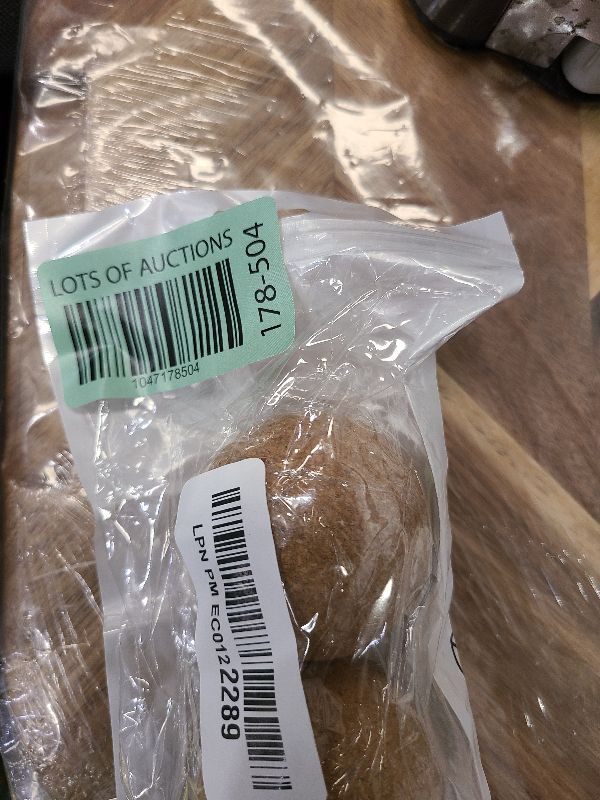 LOTS OF AUCTIONS
178-504
1047178504
LPN PM EC0122289